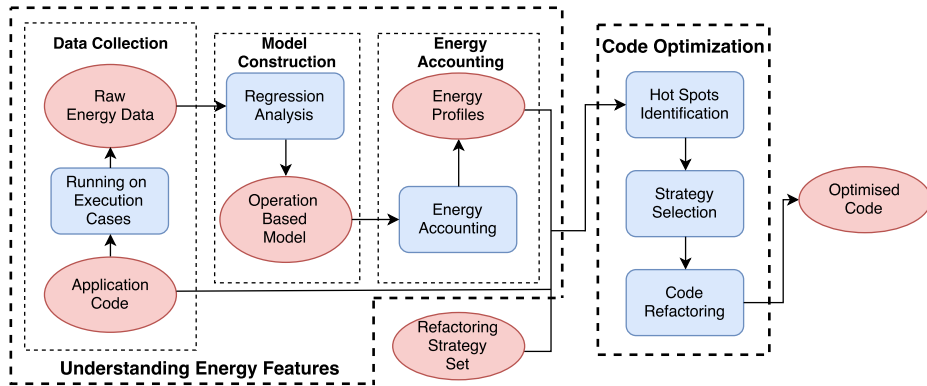 Data Collection
Raw
Energy Data
Running on
Execution
Cases
Application
Code
Model
Construction
Regression
Analysis
Operation
Based
Model
Energy
Accounting
Energy
Profiles
Energy
Accounting
Understanding Energy Features
Refactoring
Strategy
Set
Code Optimization
Hot Spots
Identification
Strategy
Selection
Code
Refactoring
Optimised
Code